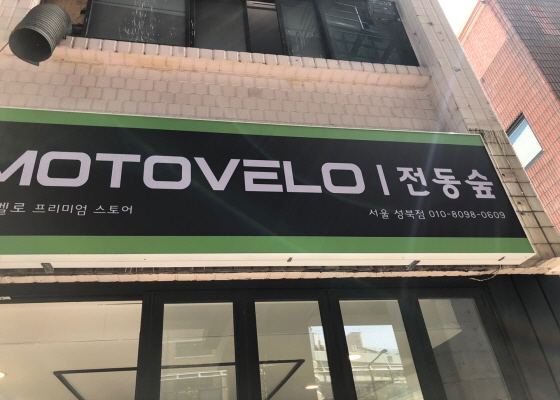 MOTOVELO | 전동숲
벨로 프리미엄 스토어
서울 성북점 010-8098-0609